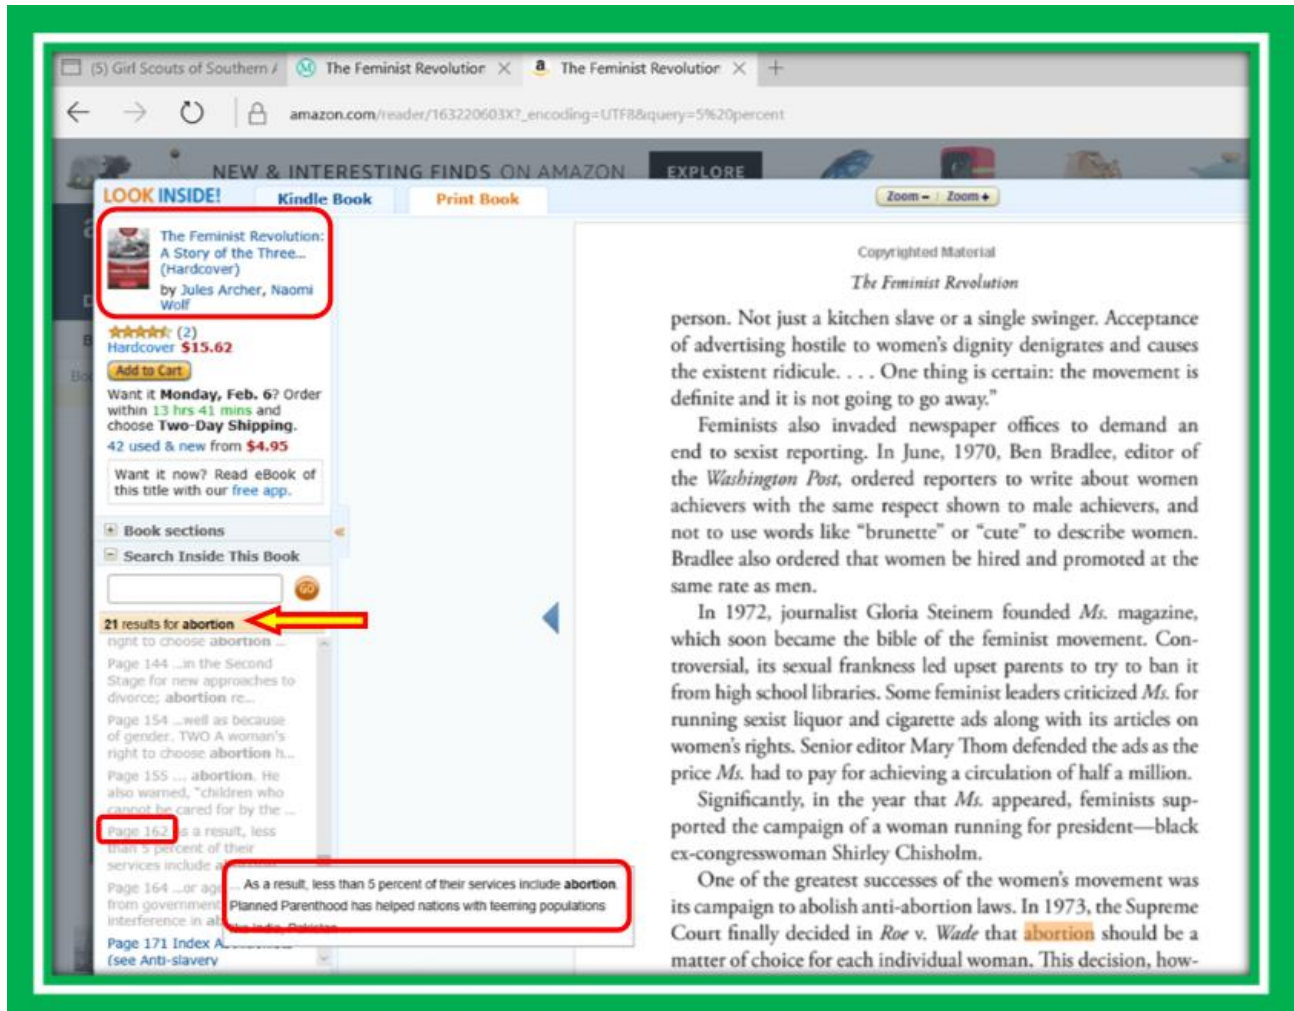 (5) Girl Scouts of Southern A
The Feminist Revolution
The Feminist Revolution
amazon.com/reader/163220603X?_encoding=UTF8&query=5%20percent
NEW & INTERESTING FINDS ON AMAZON
EXPLORE
LOOK INSIDE!
Kindle Book
Print Book
Zoom - Zoom +
The Feminist Revolution:
A Story of the Three...
(Hardcover)
by Jules Archer, Naomi
Wolf
(2)
Hardcover $15.62
Add to Cart
Want it Monday, Feb. 6? Order
within 13 hrs 41 mins and
choose Two-Day Shipping.
42 used & new from $4.95
Want it now? Read eBook of
this title with our free app.
Book sections
Search Inside This Book
GO
21 results for abortion
right to choose abortion ...
Page 144 ...in the Second
Stage for new approaches to
divorce; abortion re...
Page 154 ...well as because
of gender. TWO A woman's
right to choose abortion h...
Page 155 ... abortion. He
also warned, "children who
cannot be cared for by the ...
Page 162 as a result, less
than 5 percent of their
services include
Page 164 ...or
from government
interference in
Page 171 Index
(see Anti-slavery
... As a result, less than 5 percent of their services include abortion.
Planned Parenthood has helped nations with teeming populations
like India, Pakistan
Copyrighted Material
The Feminist Revolution
person. Not just a kitchen slave or a single swinger. Acceptance
of advertising hostile to women's dignity denigrates and causes
the existent ridicule. . . . One thing is certain: the movement is
definite and it is not going to go away."
Feminists also invaded newspaper offices to demand an
end to sexist reporting. In June, 1970, Ben Bradlee, editor of
the Washington Post, ordered reporters to write about women
achievers with the same respect shown to male achievers, and
not to use words like "brunette" or "cute" to describe women.
Bradlee also ordered that women be hired and promoted at the
same rate as men.
In 1972, journalist Gloria Steinem founded Ms. magazine,
which soon became the bible of the feminist movement. Con-
troversial, its sexual frankness led upset parents to try to ban it
from high school libraries. Some feminist leaders criticized Ms. for
running sexist liquor and cigarette ads along with its articles on
women's rights. Senior editor Mary Thom defended the ads as the
price Ms. had to pay for achieving a circulation of half a million.
Significantly, in the year that Ms. appeared, feminists sup-
ported the campaign of a woman running for president—black
ex-congresswoman Shirley Chisholm.
One of the greatest successes of the women's movement was
its campaign to abolish anti-abortion laws. In 1973, the Supreme
Court finally decided in Roe v. Wade that abortion should be a
matter of choice for each individual woman. This decision, how-